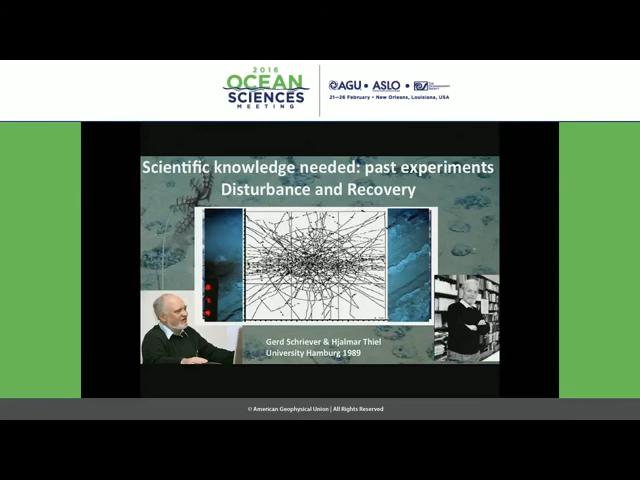 2016
OCEAN
SCIENCES
MEETING
AGU • ASLO •
21–26 February • New Orleans, Louisiana, USA
Scientific knowledge needed: past experiments
Disturbance and Recovery
Gerd Schriever & Hjalmar Thiel
University Hamburg 1989
© American Geophysical Union | All Rights Reserved